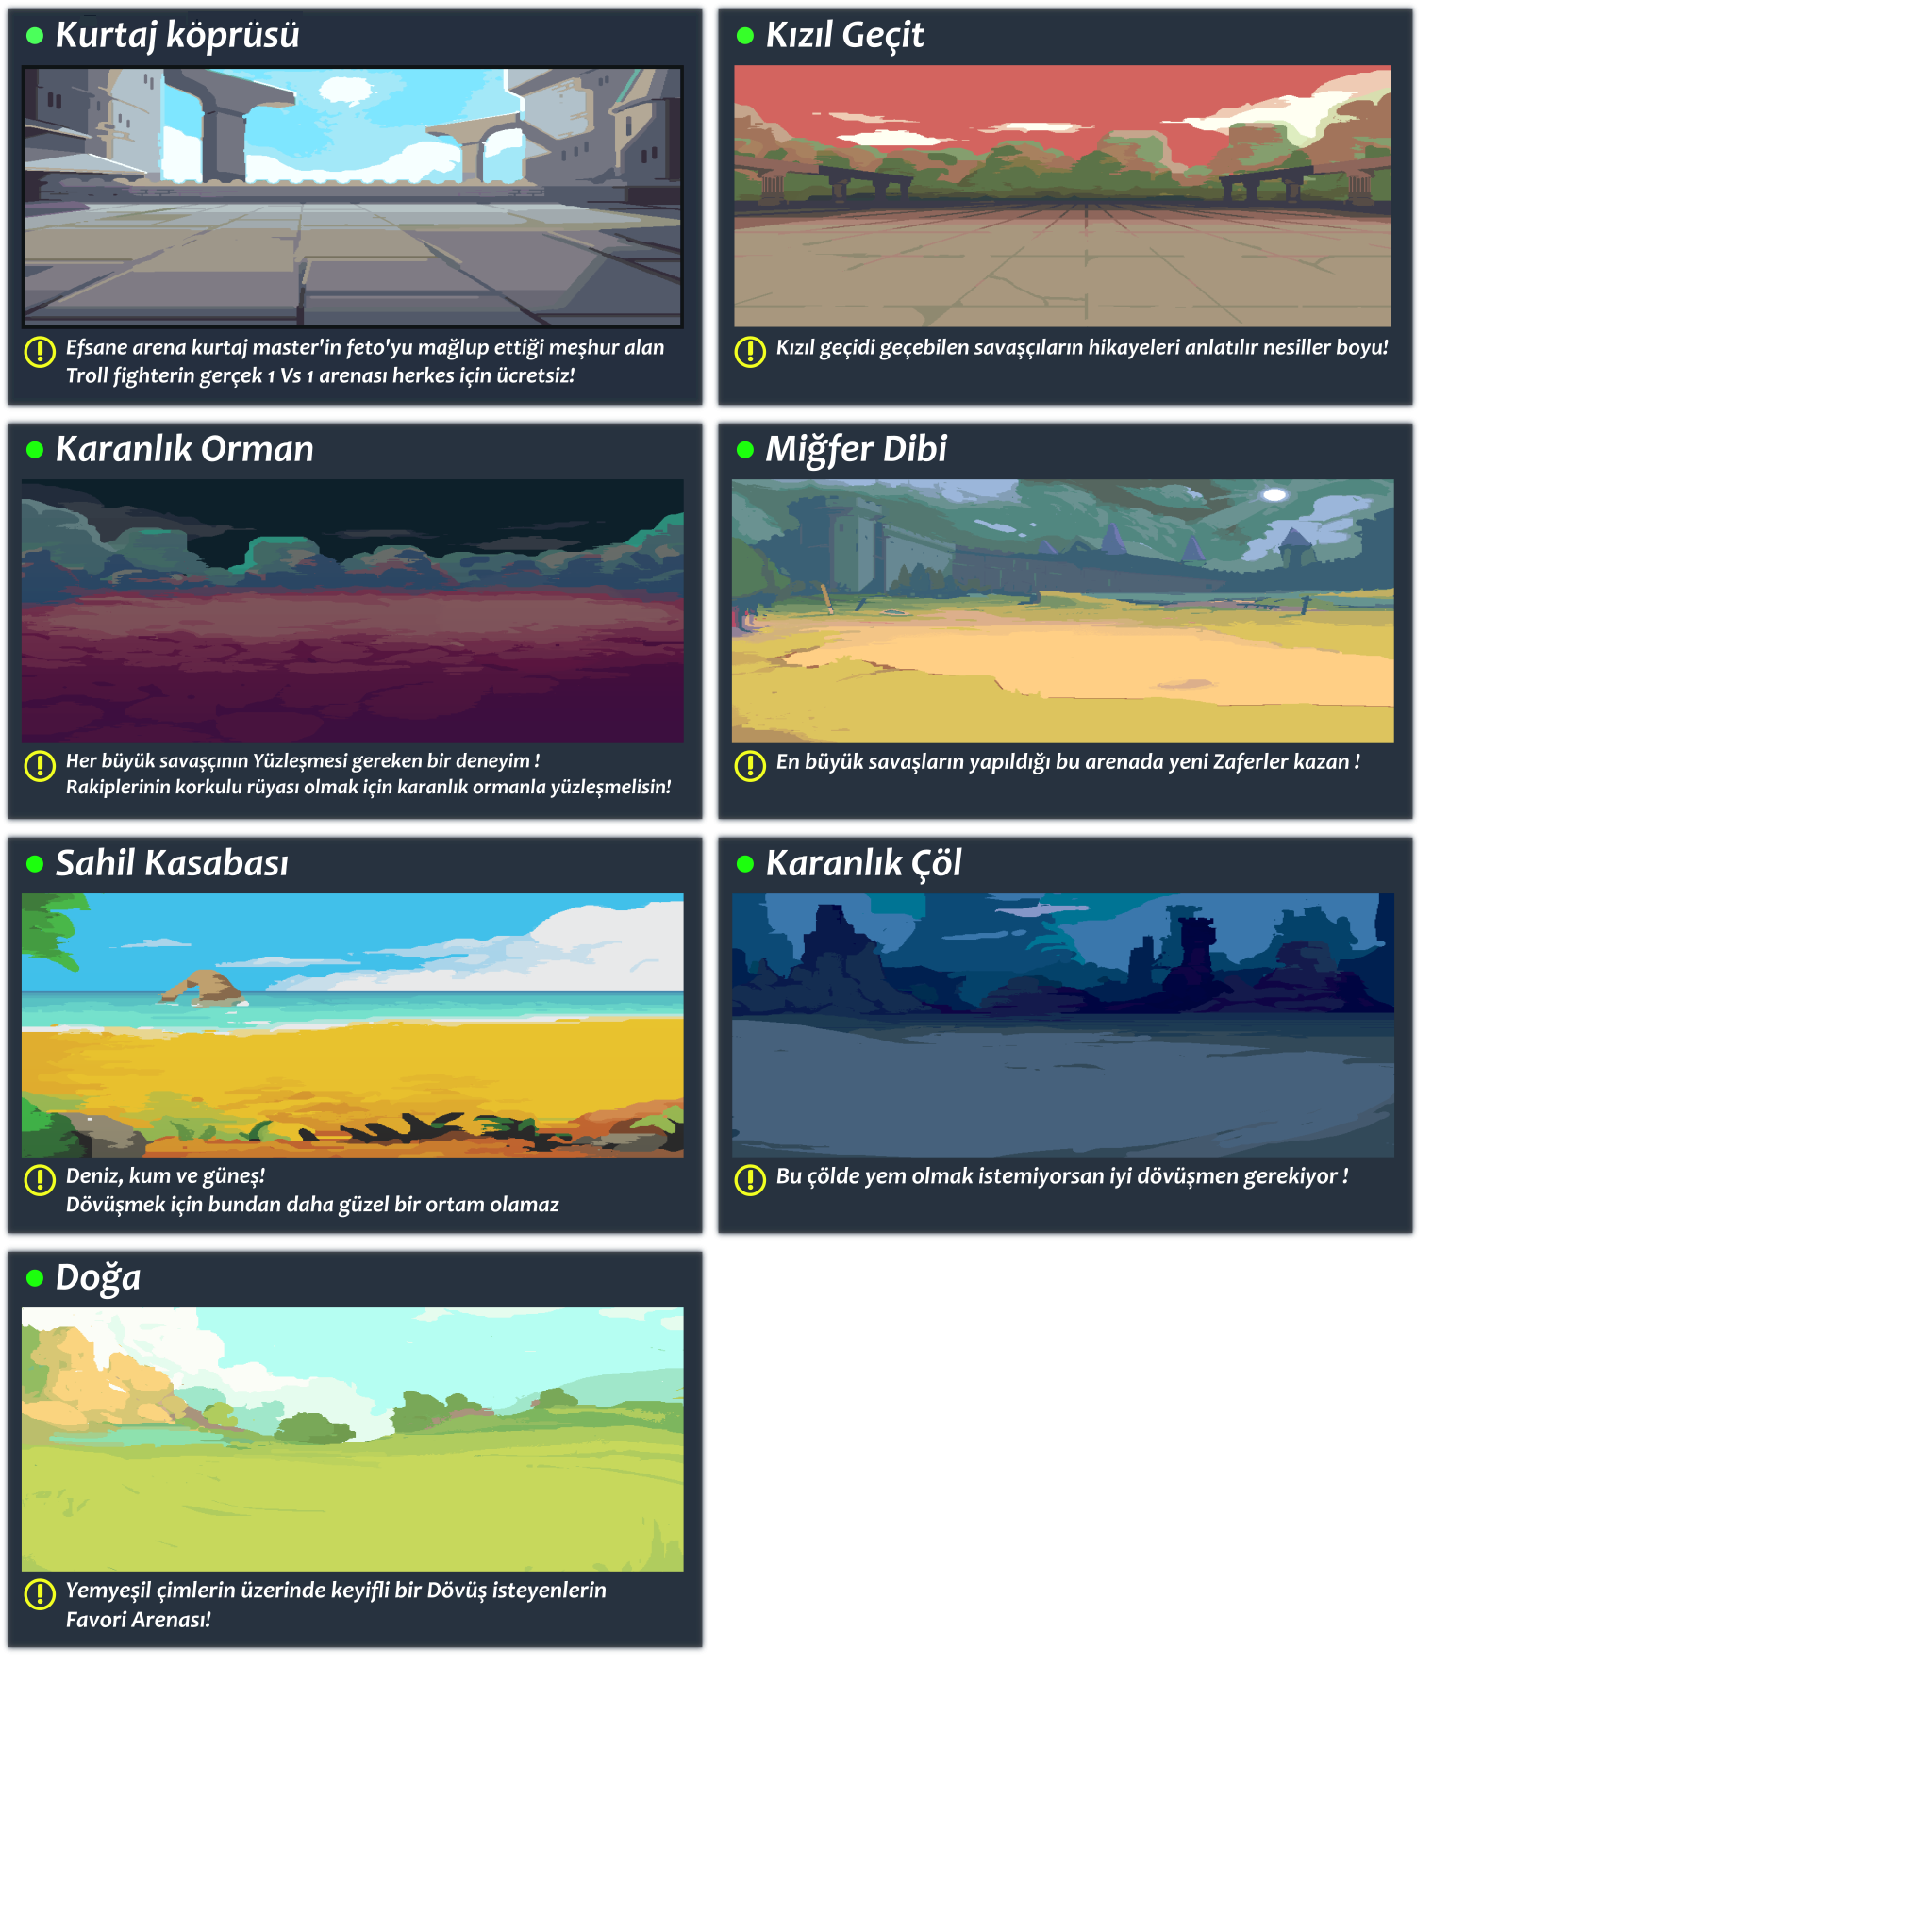 Kurtaj köprüsü
Efsane arena kurtaj master'in feto'yu mağlup ettiği meşhur alan
Troll fighterin gerçek 1 Vs 1 arenası herkes için ücretsiz!
Kızıl Geçit
Kızıl geçidi geçebilen savaşçıların hikayeleri anlatılır nesiller boyu!
Karanlık Orman
Her büyük savaşçının Yüzleşmesi gereken bir deneyim !
Rakiplerinin korkulu rüyası olmak için karanlık ormanla yüzleşmelisin!
Miğfer Dibi
En büyük savaşların yapıldığı bu arenada yeni Zaferler kazan !
Sahil Kasabası
Deniz, kum ve güneş!
Dövüşmek için bundan daha güzel bir ortam olamaz
Karanlık Çöl
Bu çölde yem olmak istemiyorsan iyi dövüşmen gerekiyor !
Doğa
Yemyeşil çimlerin üzerinde keyifli bir Dövüş isteyenlerin
Favori Arenası!